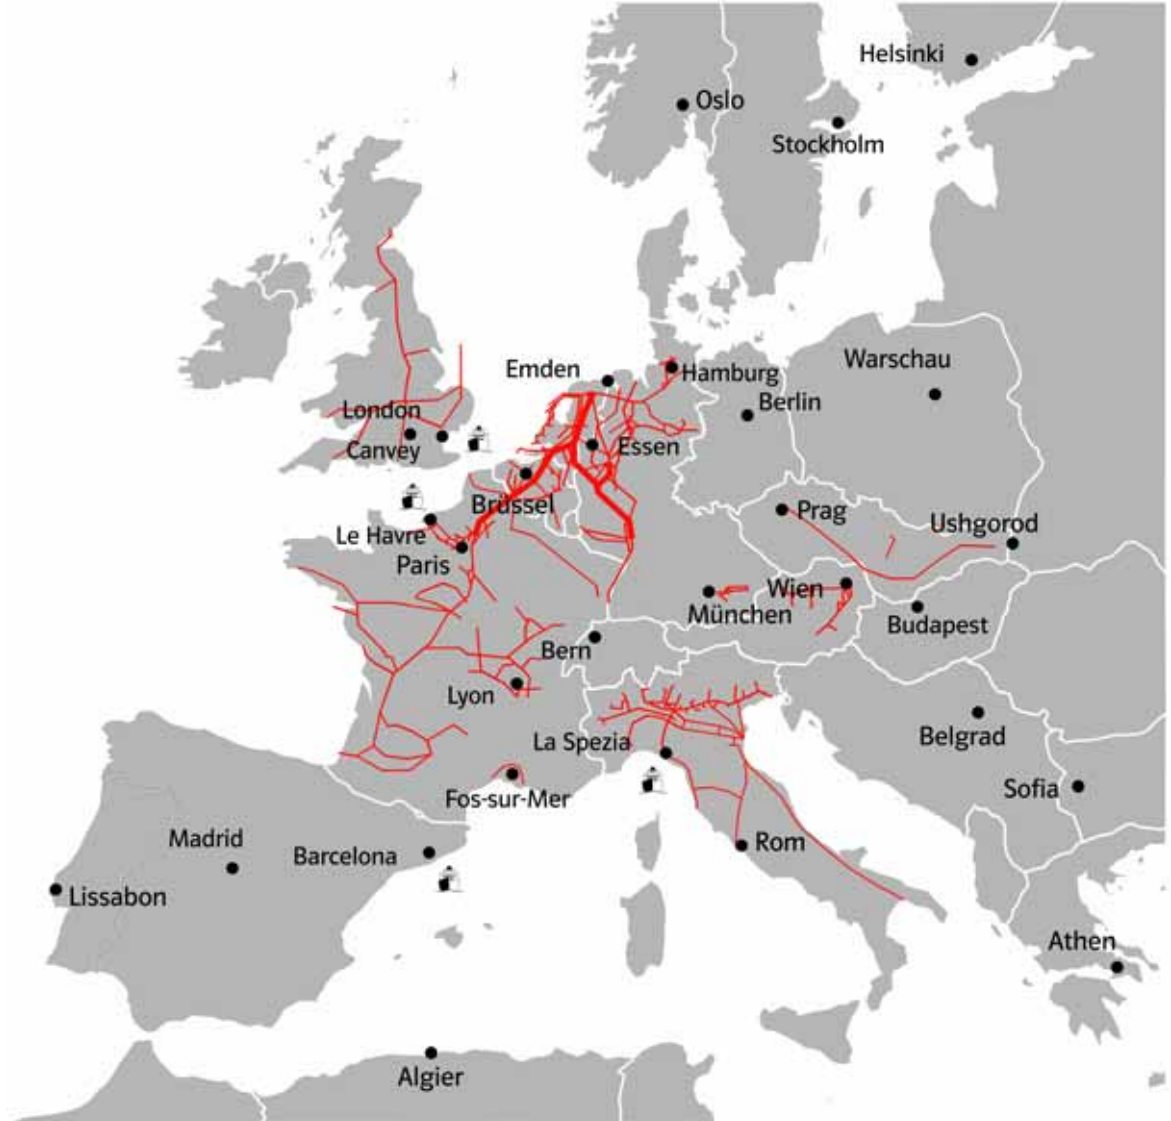 Helsinki
Oslo
Stockholm
Warschau
Emden
Hamburg
Berlin
London
Canvey
Essen
Brüssel
Prag
Ushgorod
Le Havre
Paris
Wien
München
Budapest
Bern
Lyon
La Spezia
Belgrad
Sofia
Fos-sur-Mer
Madrid
Barcelona
Rom
Lissabon
Athen
Algier